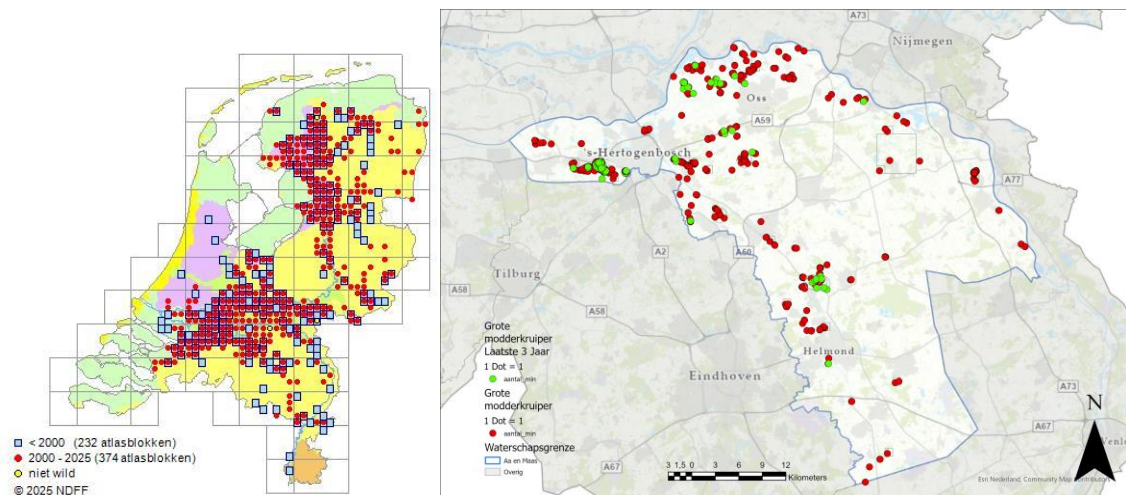 < 2000 (232 atlasblokken)
2000 - 2025 (374 atlasblokken)
niet wild
© 2025 NDFF
A73
Nijmegen
Oss
A59
's-Hertogenbosch
A77
A2
A60
Tilburg
A58
A58
Grote
modderkruiper
Laatste 3 Jaar
1 Dot = 1
aantal_min
Grote
modderkruiper
1 Dot = 1
aantal_min
Waterschapsgrenze
Aa en Maas
Overig
Helmond
Eindhoven
A73
A67
A67
N
3 1,5 0 3 6 9 12
Kilometers
Venlo
Esri Nederland, Community Map Contributors